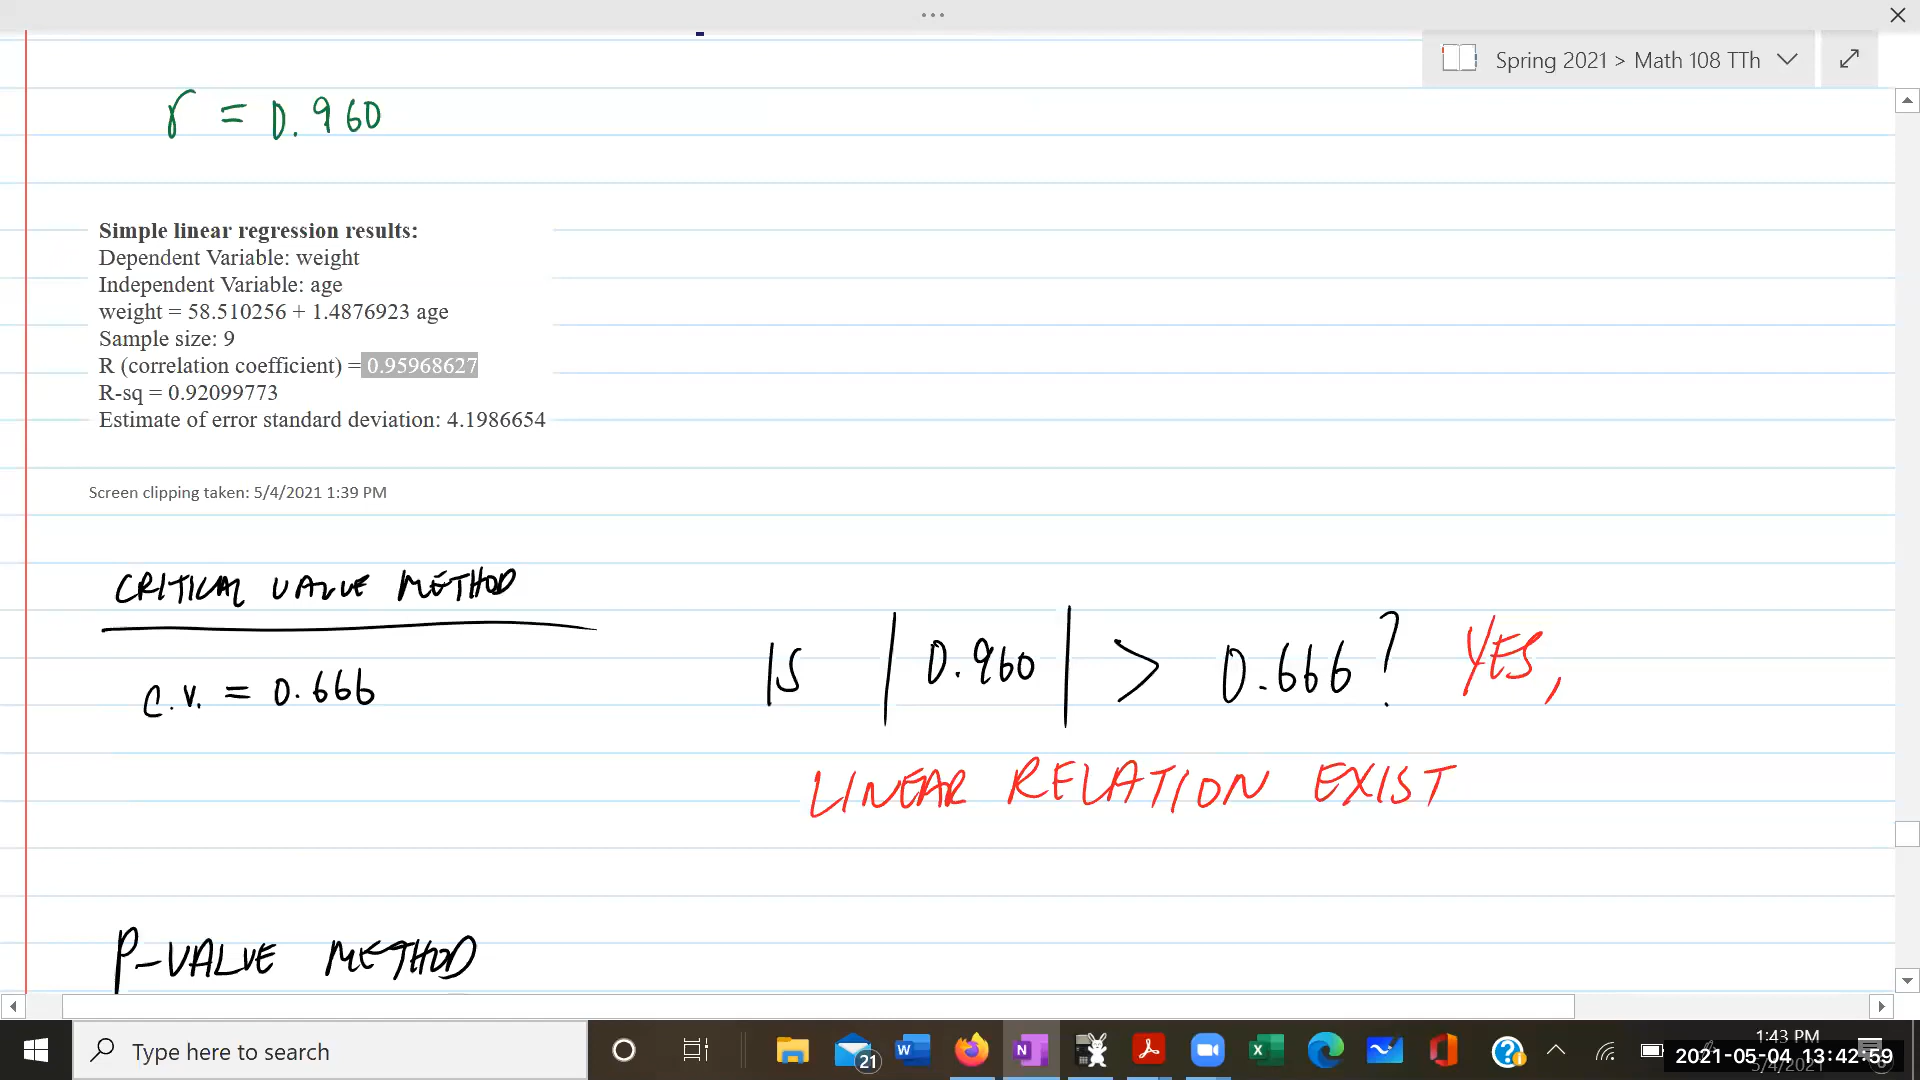 Spring 2021 > Math 108 TTh
r = 0.960
Simple linear regression results:
Dependent Variable: weight
Independent Variable: age
weight = 58.510256 + 1.4876923 age
Sample size: 9
R (correlation coefficient) = 0.95968627
R-sq = 0.92099773
Estimate of error standard deviation: 4.1986654
Screen clipping taken: 5/4/2021 1:39 PM
CRITICAL VALUE METHOD
C.V. = 0.666
IS |0.960| > 0.666? YES,
LINEAR RELATION EXIST
P-VALUE METHOD
Type here to search
21
1:43 PM
2021-05-04 13:42:59
5/4/2021